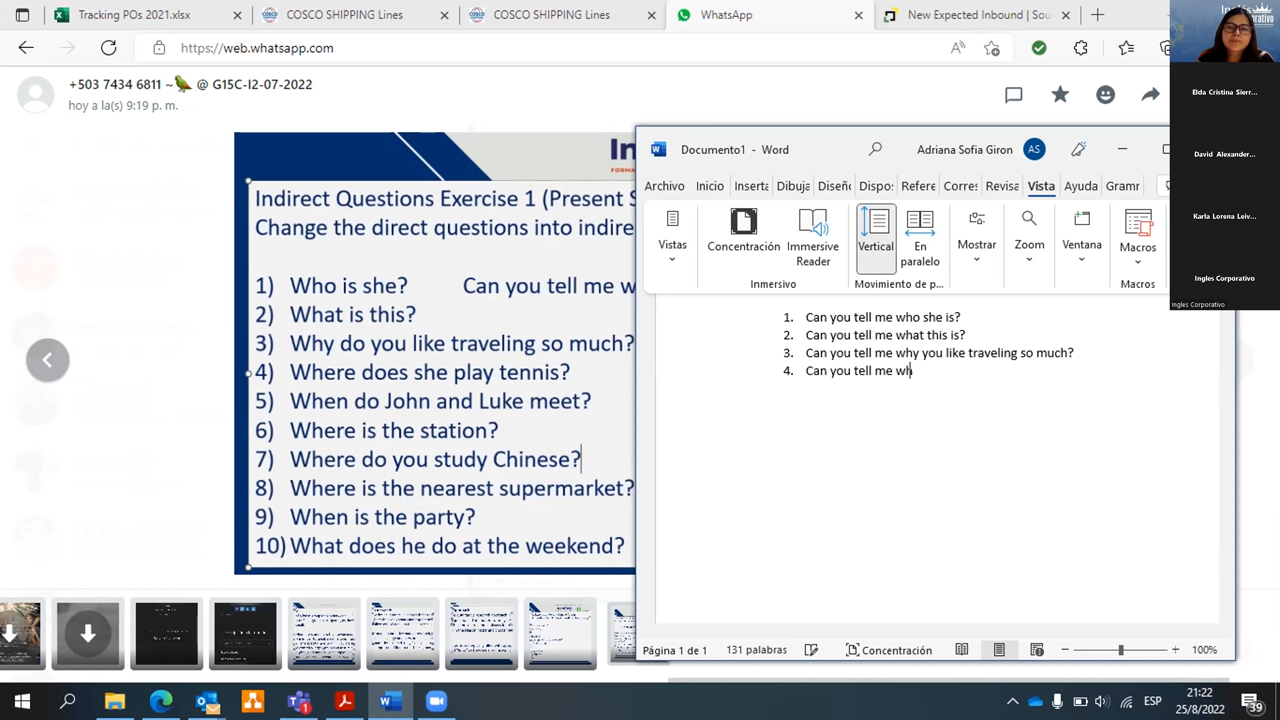 Tracking POs 2021.xlsx
COSCO SHIPPING Lines
COSCO SHIPPING Lines
WhatsApp
New Expected Inbound | Sou
https://web.whatsapp.com
+503 7434 6811 ~ @ G15C-I2-07-2022
hoy a la(s) 9:19 p. m.
In
FORMA
Indirect Questions Exercise 1 (Present S
Change the direct questions into indire
1) Who is she? Can you tell me w
2) What is this?
3) Why do you like traveling so much?
4) Where does she play tennis?
5) When do John and Luke meet?
6) Where is the station?
7) Where do you study Chinese?
8) Where is the nearest supermarket?
9) When is the party?
10) What does he do at the weekend?
Documento1 - Word
Adriana Sofia Giron
AS
Archivo Inicio Inserta Dibuja Diseño Dispos Refere Corres Revisa Vista Ayuda Gramr
Vistas
Concentración
Immersive Reader
Vertical
En paralelo
Mostrar
Zoom
Ventana
Macros
Inmersivo
Movimiento de p...
Macros
1. Can you tell me who she is?
2. Can you tell me what this is?
3. Can you tell me why you like traveling so much?
4. Can you tell me wh
Página 1 de 1 131 palabras Concentración 100%
Elda Cristina Sierr...
David Alexander...
Karla Lorena Leiv...
Ingles Corporativo
Ingles Corporativo
ESP
21:22
25/8/2022
39